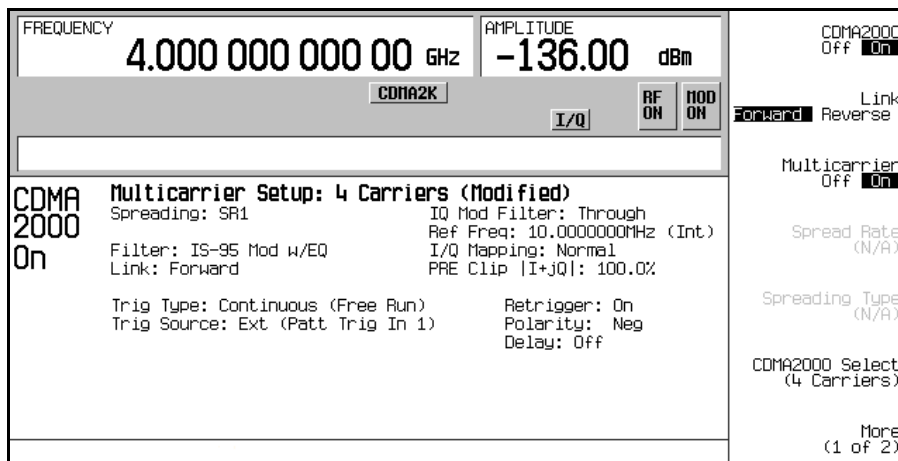 FREQUENCY
4.000 000 000 00 GHz
AMPLITUDE
-136.00 dBm
CDMA2K
I/Q
RF ON
MOD ON
CDMA 2000 On
Multicarrier Setup: 4 Carriers (Modified)
Spreading: SR1
IQ Mod Filter: Through
Ref Freq: 10.0000000MHz (Int)
Filter: IS-95 Mod w/EQ
I/Q Mapping: Normal
Link: Forward
PRE Clip |I+jQ|: 100.0%
Trig Type: Continuous (Free Run)
Retrigger: On
Trig Source: Ext (Patt Trig In 1)
Polarity: Neg
Delay: Off
CDMA2000
Off On
Link
Forward Reverse
Multicarrier
Off On
Spread Rate
(N/A)
Spreading Type
(N/A)
CDMA2000 Select
(4 Carriers)
More
(1 of 2)